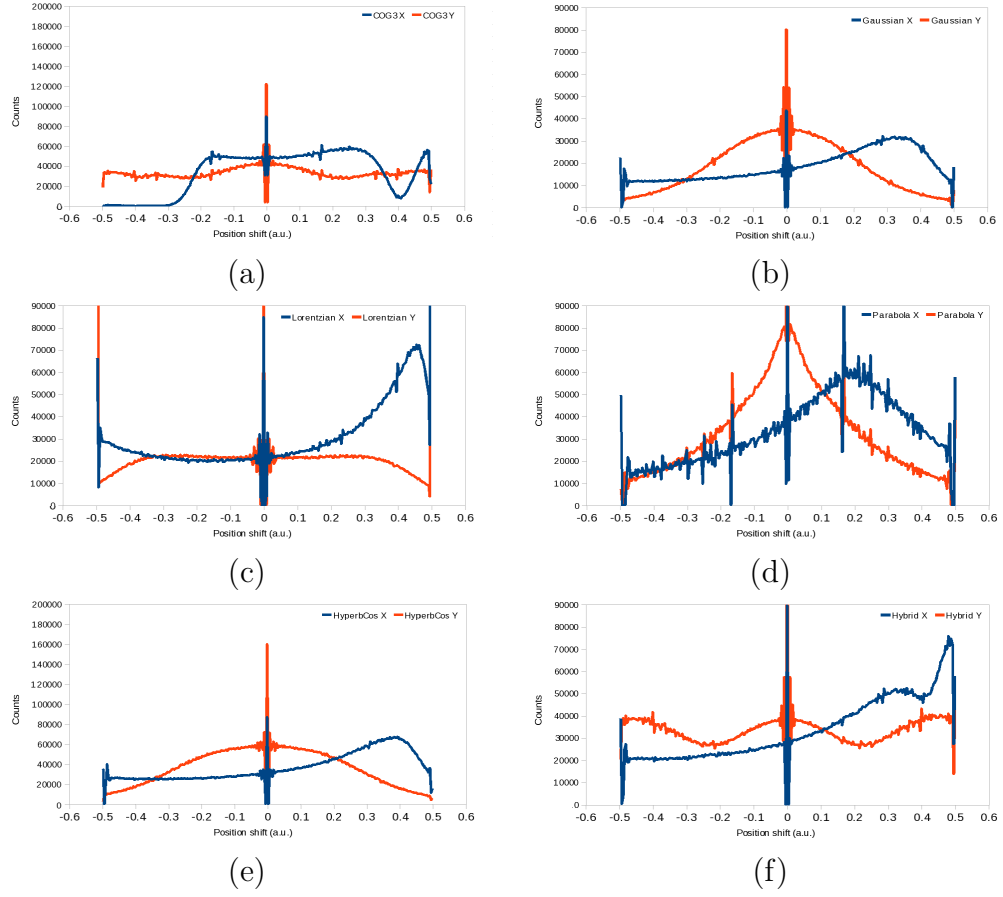 COG3 X COG3 Y
200000
180000
160000
140000
120000
100000
80000
60000
40000
20000
0
Counts
-0.6 -0.5 -0.4 -0.3 -0.2 -0.1 0 0.1 0.2 0.3 0.4 0.5 0.6
Position shift (a.u.)
(a)
Gaussian X Gaussian Y
90000
80000
70000
60000
50000
40000
30000
20000
10000
0
Counts
-0.6 -0.5 -0.4 -0.3 -0.2 -0.1 0 0.1 0.2 0.3 0.4 0.5 0.6
Position shift (a.u.)
(b)
Lorentzian X Lorentzian Y
90000
80000
70000
60000
50000
40000
30000
20000
10000
0
Counts
-0.6 -0.5 -0.4 -0.3 -0.2 -0.1 0 0.1 0.2 0.3 0.4 0.5 0.6
Position shift (a.u.)
(c)
Parabola X Parabola Y
90000
80000
70000
60000
50000
40000
30000
20000
10000
0
Counts
-0.6 -0.5 -0.4 -0.3 -0.2 -0.1 0 0.1 0.2 0.3 0.4 0.5 0.6
Position shift (a.u.)
(d)
HyperbCos X HyperbCos Y
200000
180000
160000
140000
120000
100000
80000
60000
40000
20000
0
Counts
-0.6 -0.5 -0.4 -0.3 -0.2 -0.1 0 0.1 0.2 0.3 0.4 0.5 0.6
Position shift (a.u.)
(e)
Hybrid X Hybrid Y
90000
80000
70000
60000
50000
40000
30000
20000
10000
0
Counts
-0.6 -0.5 -0.4 -0.3 -0.2 -0.1 0 0.1 0.2 0.3 0.4 0.5 0.6
Position shift (a.u.)
(f)